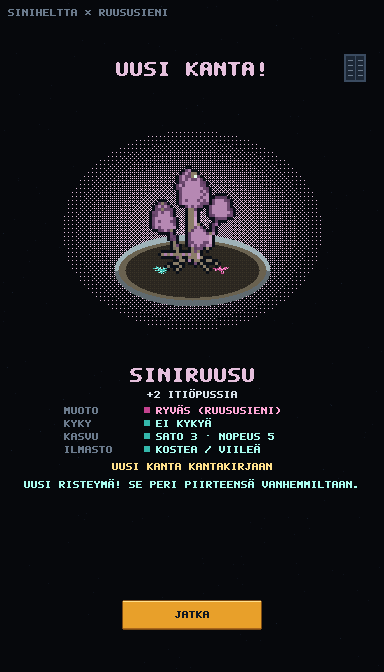 SINIHELTTA × RUUSUSIENI
UUSI KANTA!
SINIRUUSU
+2 ITIÖPUSSIA
MUOTO RYVÄS (RUUSUSIENI)
KYKY EI KYKYÄ
KASVU SATO 3 · NOPEUS 5
ILMASTO KOSTEA / VIILEÄ
UUSI KANTA KANTAKIRJAAN
UUSI RISTEYMÄ! SE PERI PIIRTEENSÄ VANHEMMILTAAN.
JATKA